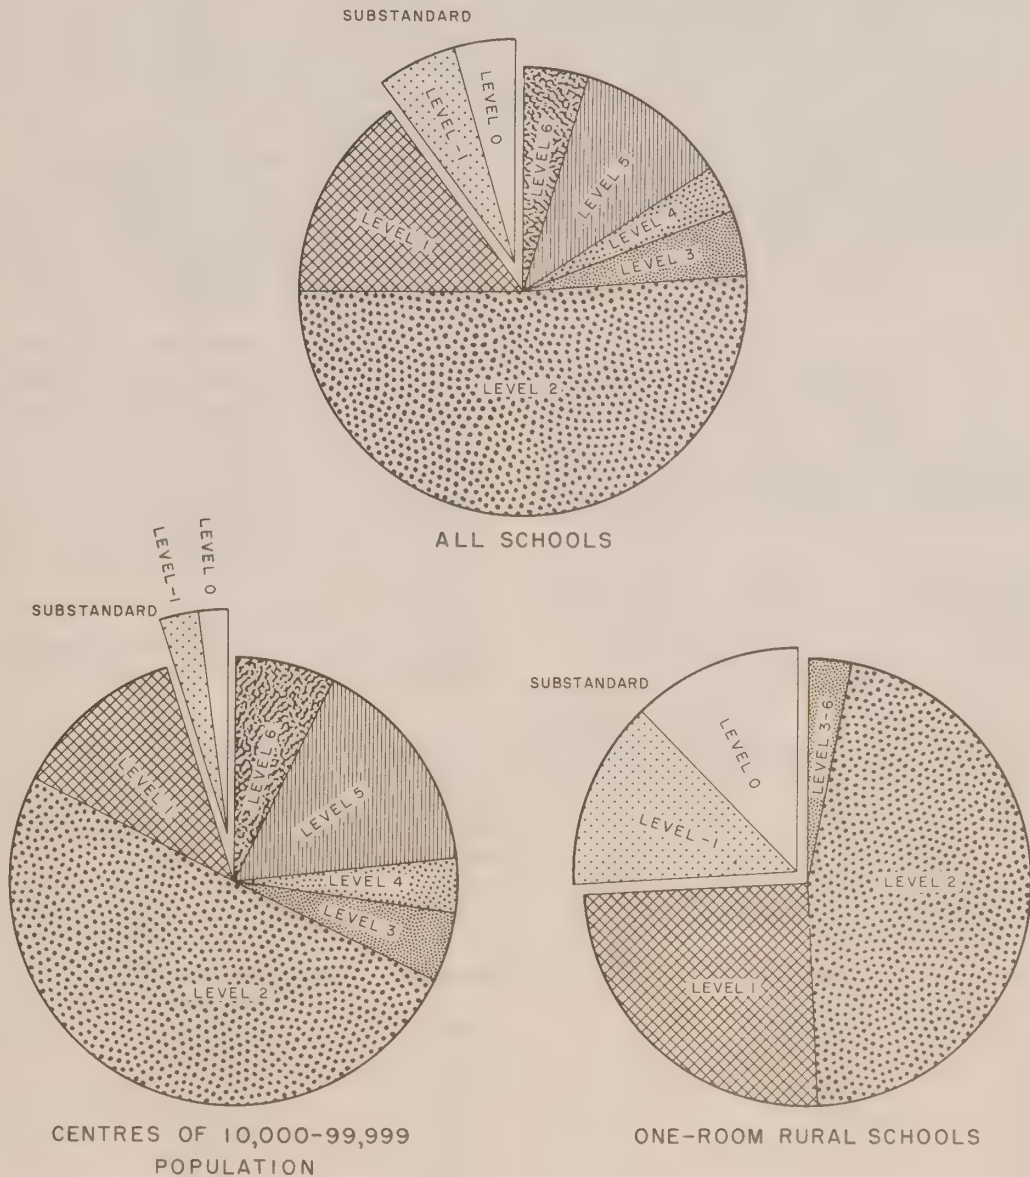 SUBSTANDARD
LEVEL 0
LEVEL -1
LEVEL 6
LEVEL 5
LEVEL 4
LEVEL 3
LEVEL 1
LEVEL 2
ALL SCHOOLS
SUBSTANDARD
LEVEL -1
LEVEL 0
LEVEL 6
LEVEL 5
LEVEL 4
LEVEL 3
LEVEL 1
LEVEL 2
CENTRES OF 10,000-99,999
POPULATION
SUBSTANDARD
LEVEL 0
LEVEL -1
LEVEL 3-6
LEVEL 2
LEVEL 1
ONE-ROOM RURAL SCHOOLS